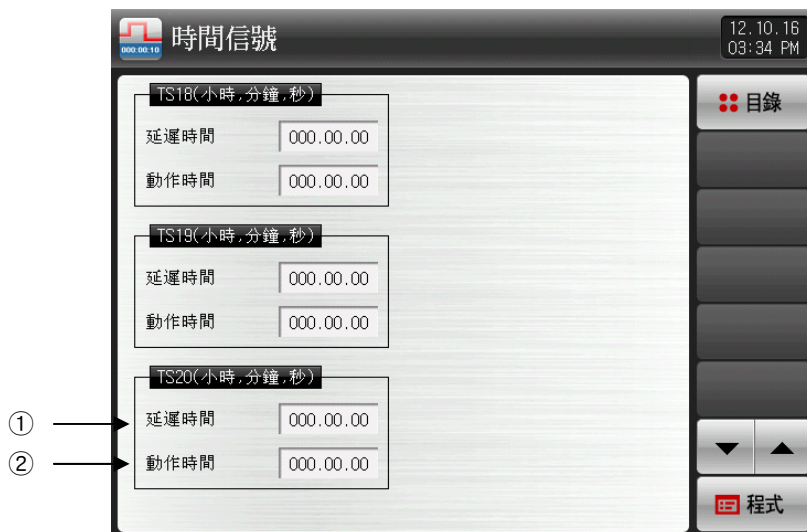 000:00:10
時間信號
12.10.16
03:34 PM
TS18(小時,分鐘,秒)
延遲時間 000.00.00
動作時間 000.00.00
TS19(小時,分鐘,秒)
延遲時間 000.00.00
動作時間 000.00.00
TS20(小時,分鐘,秒)
① 延遲時間 000.00.00
② 動作時間 000.00.00
目錄
程式